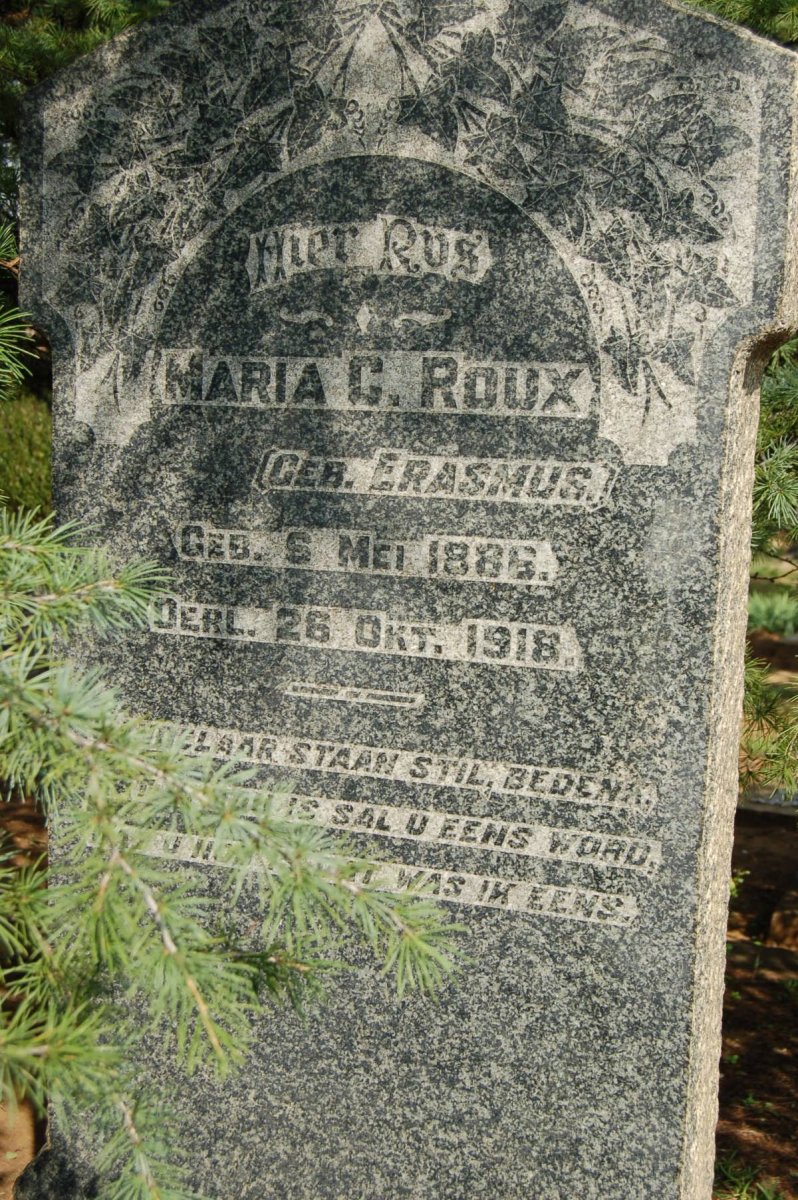 Hier Rus
MARIA C. ROUX
GEB. ERASMUS.
GEB. 6 MEI 1886.
OERL. 26 OKT. 1918.
STAAN STIL, BEDENK,
IS SAL U EENS WORD,
WAS IK EENS.